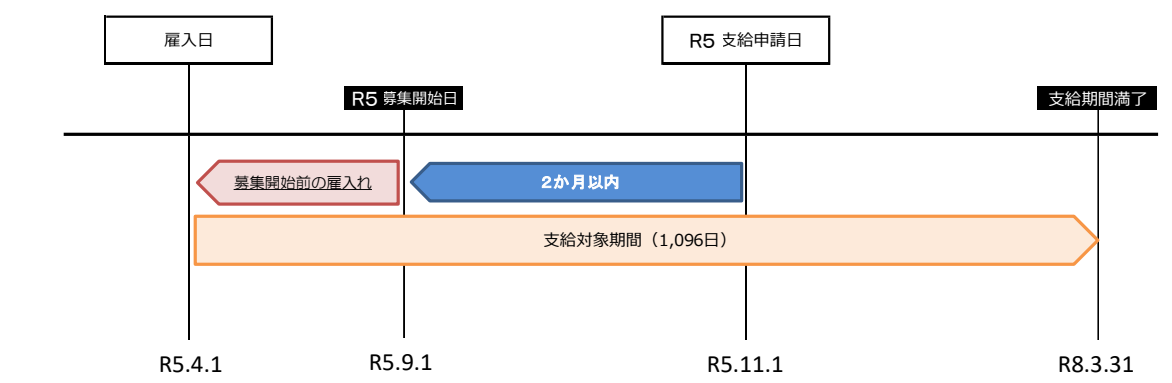 雇入日
R5 支給申請日
R5 募集開始日
支給期間満了
募集開始前の雇入れ
2か月以内
支給対象期間（1,096日）
R5.4.1
R5.9.1
R5.11.1
R8.3.31